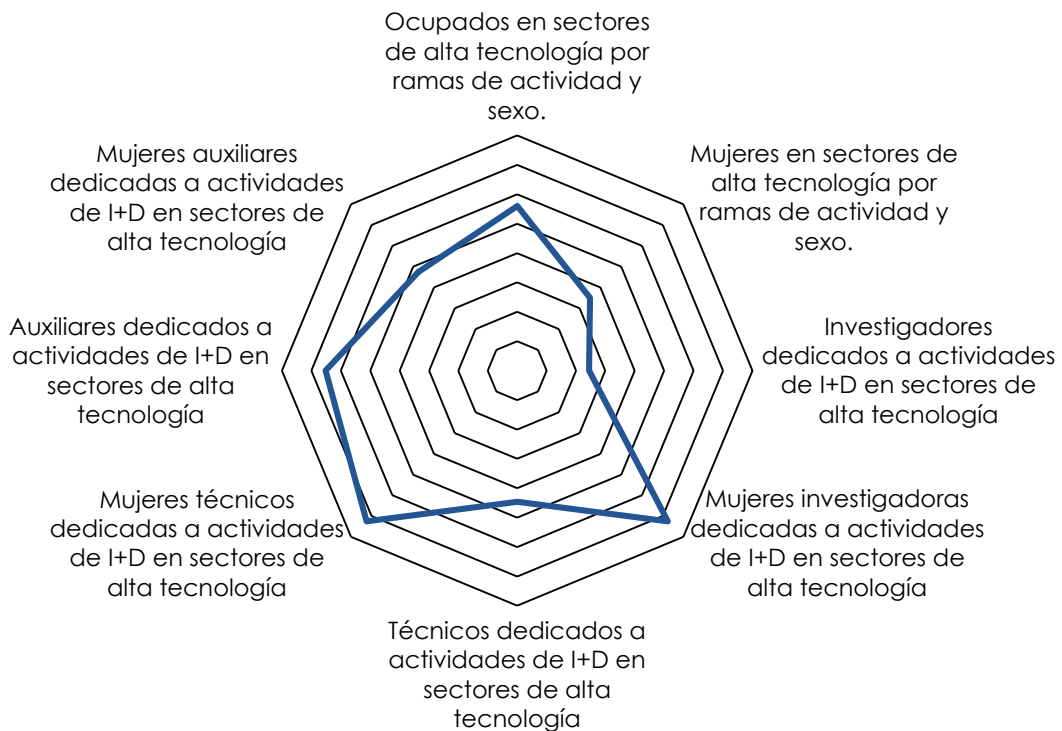 Ocupados en sectores
de alta tecnología por
ramas de actividad y
sexo.
Mujeres en sectores de
alta tecnología por
ramas de actividad y
sexo.
Investigadores
dedicados a actividades
de I+D en sectores de
alta tecnología
Mujeres investigadoras
dedicadas a actividades
de I+D en sectores de
alta tecnología
Técnicos dedicados a
actividades de I+D en
sectores de alta
tecnología
Mujeres técnicos
dedicadas a actividades
de I+D en sectores de
alta tecnología
Auxiliares dedicados a
actividades de I+D en
sectores de alta
tecnología
Mujeres auxiliares
dedicadas a actividades
de I+D en sectores de
alta tecnología